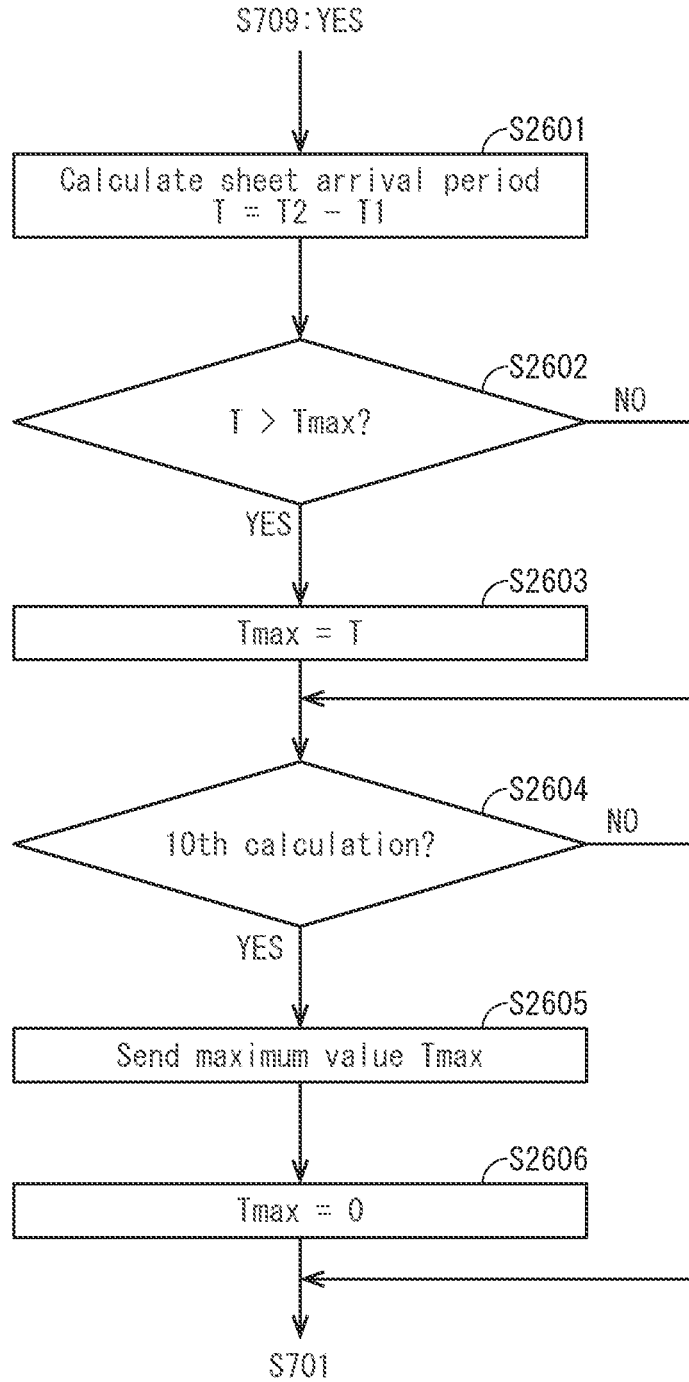 S709:YES
S2601
Calculate sheet arrival period
T = T2 - T1
S2602
T > Tmax?
NO
YES
S2603
Tmax = T
S2604
10th calculation?
NO
YES
S2605
Send maximum value Tmax
S2606
Tmax = 0
S701